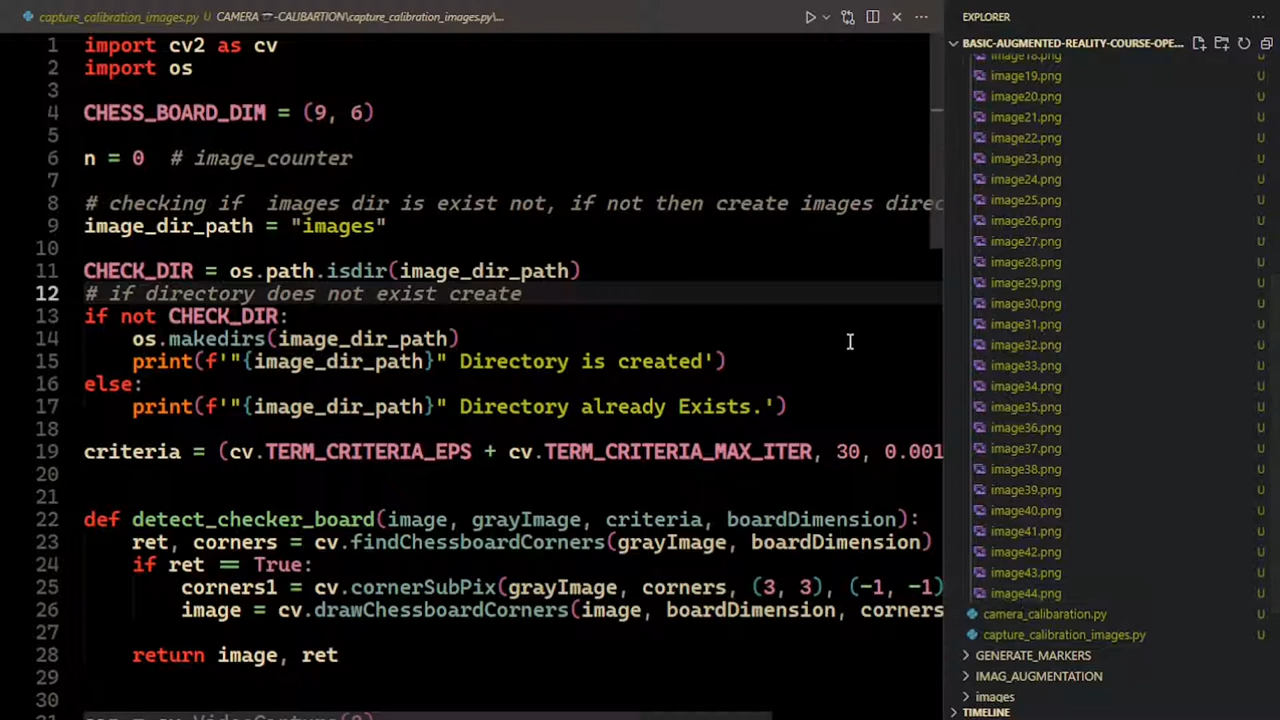 capture_calibration_images.py U
CAMERA -CALIBARTION\capture_calibration_images.py\...
EXPLORER
BASIC-AUGMENTED-REALITY-COURSE-OPE...
1 import cv2 as cv
2 import os
3
4 CHESS_BOARD_DIM = (9, 6)
5
6 n = 0  # image_counter
7
8 # checking if  images dir is exist not, if not then create images direc
9 image_dir_path = "images"
10
11 CHECK_DIR = os.path.isdir(image_dir_path)
12 # if directory does not exist create
13 if not CHECK_DIR:
14     os.makedirs(image_dir_path)
15     print(f'"{image_dir_path}" Directory is created')
16 else:
17     print(f'"{image_dir_path}" Directory already Exists.')
18
19 criteria = (cv.TERM_CRITERIA_EPS + cv.TERM_CRITERIA_MAX_ITER, 30, 0.001
20
21
22 def detect_checker_board(image, grayImage, criteria, boardDimension):
23     ret, corners = cv.findChessboardCorners(grayImage, boardDimension)
24     if ret == True:
25         corners1 = cv.cornerSubPix(grayImage, corners, (3, 3), (-1, -1)
26         image = cv.drawChessboardCorners(image, boardDimension, corners
27
28     return image, ret
29
30
image18.png U
image19.png U
image20.png U
image21.png U
image22.png U
image23.png U
image24.png U
image25.png U
image26.png U
image27.png U
image28.png U
image29.png U
image30.png U
image31.png U
image32.png U
image33.png U
image34.png U
image35.png U
image36.png U
image37.png U
image38.png U
image39.png U
image40.png U
image41.png U
image42.png U
image43.png U
image44.png U
camera_calibaration.py U
capture_calibration_images.py U
GENERATE_MARKERS
IMAG_AUGMENTATION
images
TIMELINE